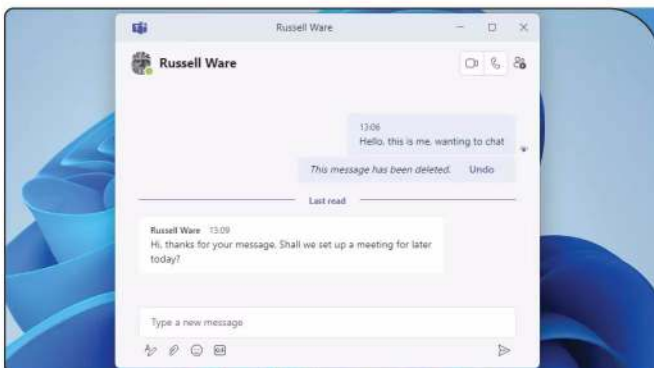 Russell Ware
Russell Ware
13:06
Hello, this is me, wanting to chat
This message has been deleted. Undo
Last read
Russell Ware 13:09
Hi, thanks for your message. Shall we set up a meeting for later
today?
Type a new message
GIF